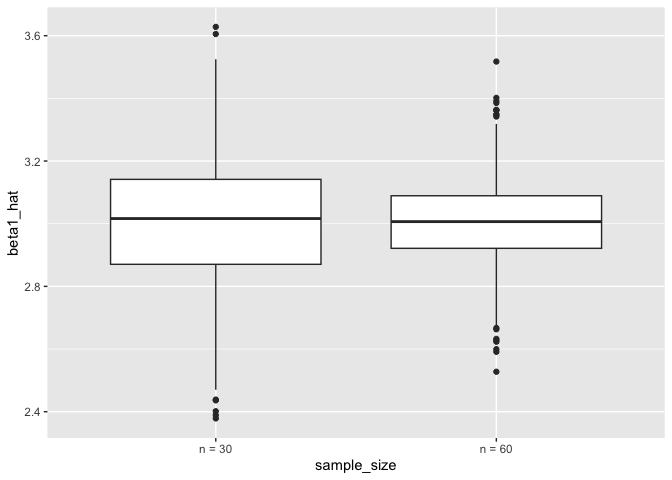 3.6
3.2
2.8
2.4
beta1_hat
n = 30
n = 60
sample_size